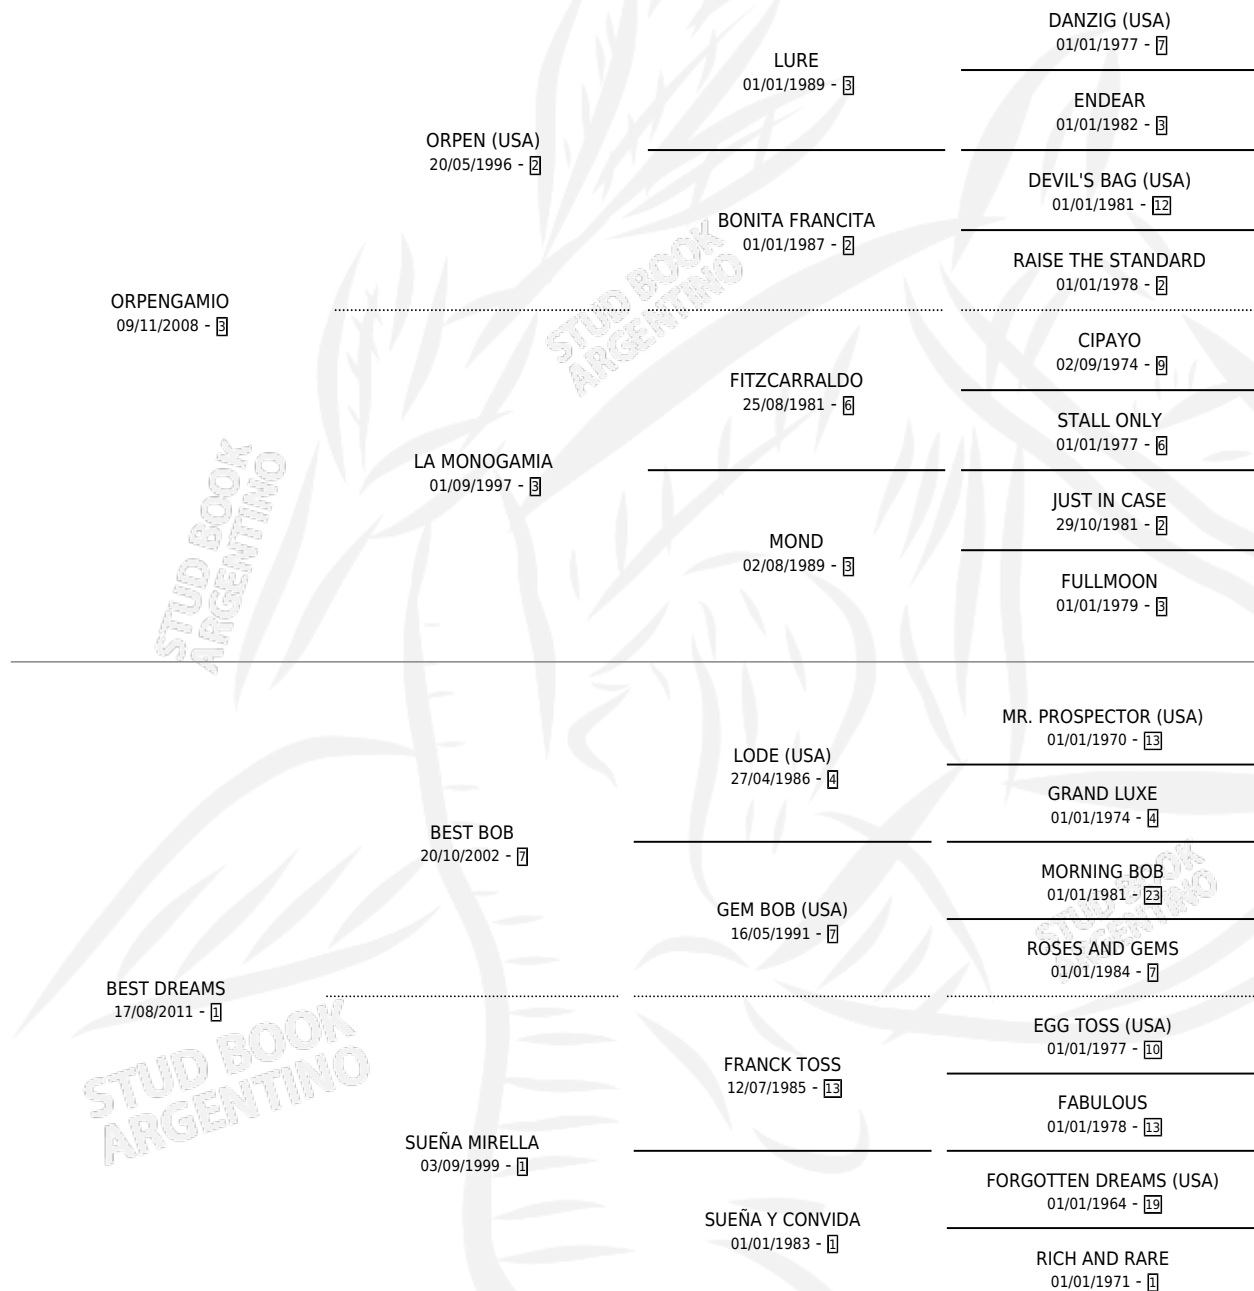 DANZIG (USA)
01/01/1977 - 7
LURE
01/01/1989 - 3
ENDEAR
01/01/1982 - 3
ORPEN (USA)
20/05/1996 - 2
DEVIL'S BAG (USA)
01/01/1981 - 12
BONITA FRANCITA
01/01/1987 - 2
RAISE THE STANDARD
01/01/1978 - 2
ORPENGAMIO
09/11/2008 - 3
CIPAYO
02/09/1974 - 9
FITZCARRALDO
25/08/1981 - 6
STALL ONLY
01/01/1977 - 6
LA MONOGAMIA
01/09/1997 - 3
JUST IN CASE
29/10/1981 - 2
MOND
02/08/1989 - 3
FULLMOON
01/01/1979 - 3
STUD BOOK
ARGENTINO
STUD BOOK
ARGENTINO
MR. PROSPECTOR (USA)
01/01/1970 - 13
LODE (USA)
27/04/1986 - 4
GRAND LUXE
01/01/1974 - 4
BEST BOB
20/10/2002 - 7
MORNING BOB
01/01/1981 - 23
GEM BOB (USA)
16/05/1991 - 7
ROSES AND GEMS
01/01/1984 - 7
BEST DREAMS
17/08/2011 - 1
EGG TOSS (USA)
01/01/1977 - 10
FRANCK TOSS
12/07/1985 - 13
FABULOUS
01/01/1978 - 13
SUEÑA MIRELLA
03/09/1999 - 1
FORGOTTEN DREAMS (USA)
01/01/1964 - 19
SUEÑA Y CONVIDA
01/01/1983 - 1
RICH AND RARE
01/01/1971 - 1
STUD BOOK
ARGENTINO
STUD BOOK
ARGENTINO